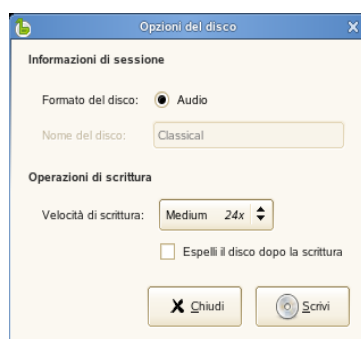 Opzioni del disco
Informazioni di sessione
Formato del disco: Audio
Nome del disco: Classical
Operazioni di scrittura
Velocità di scrittura: Medium 24x
Espelli il disco dopo la scrittura
Chiudi Scrivi